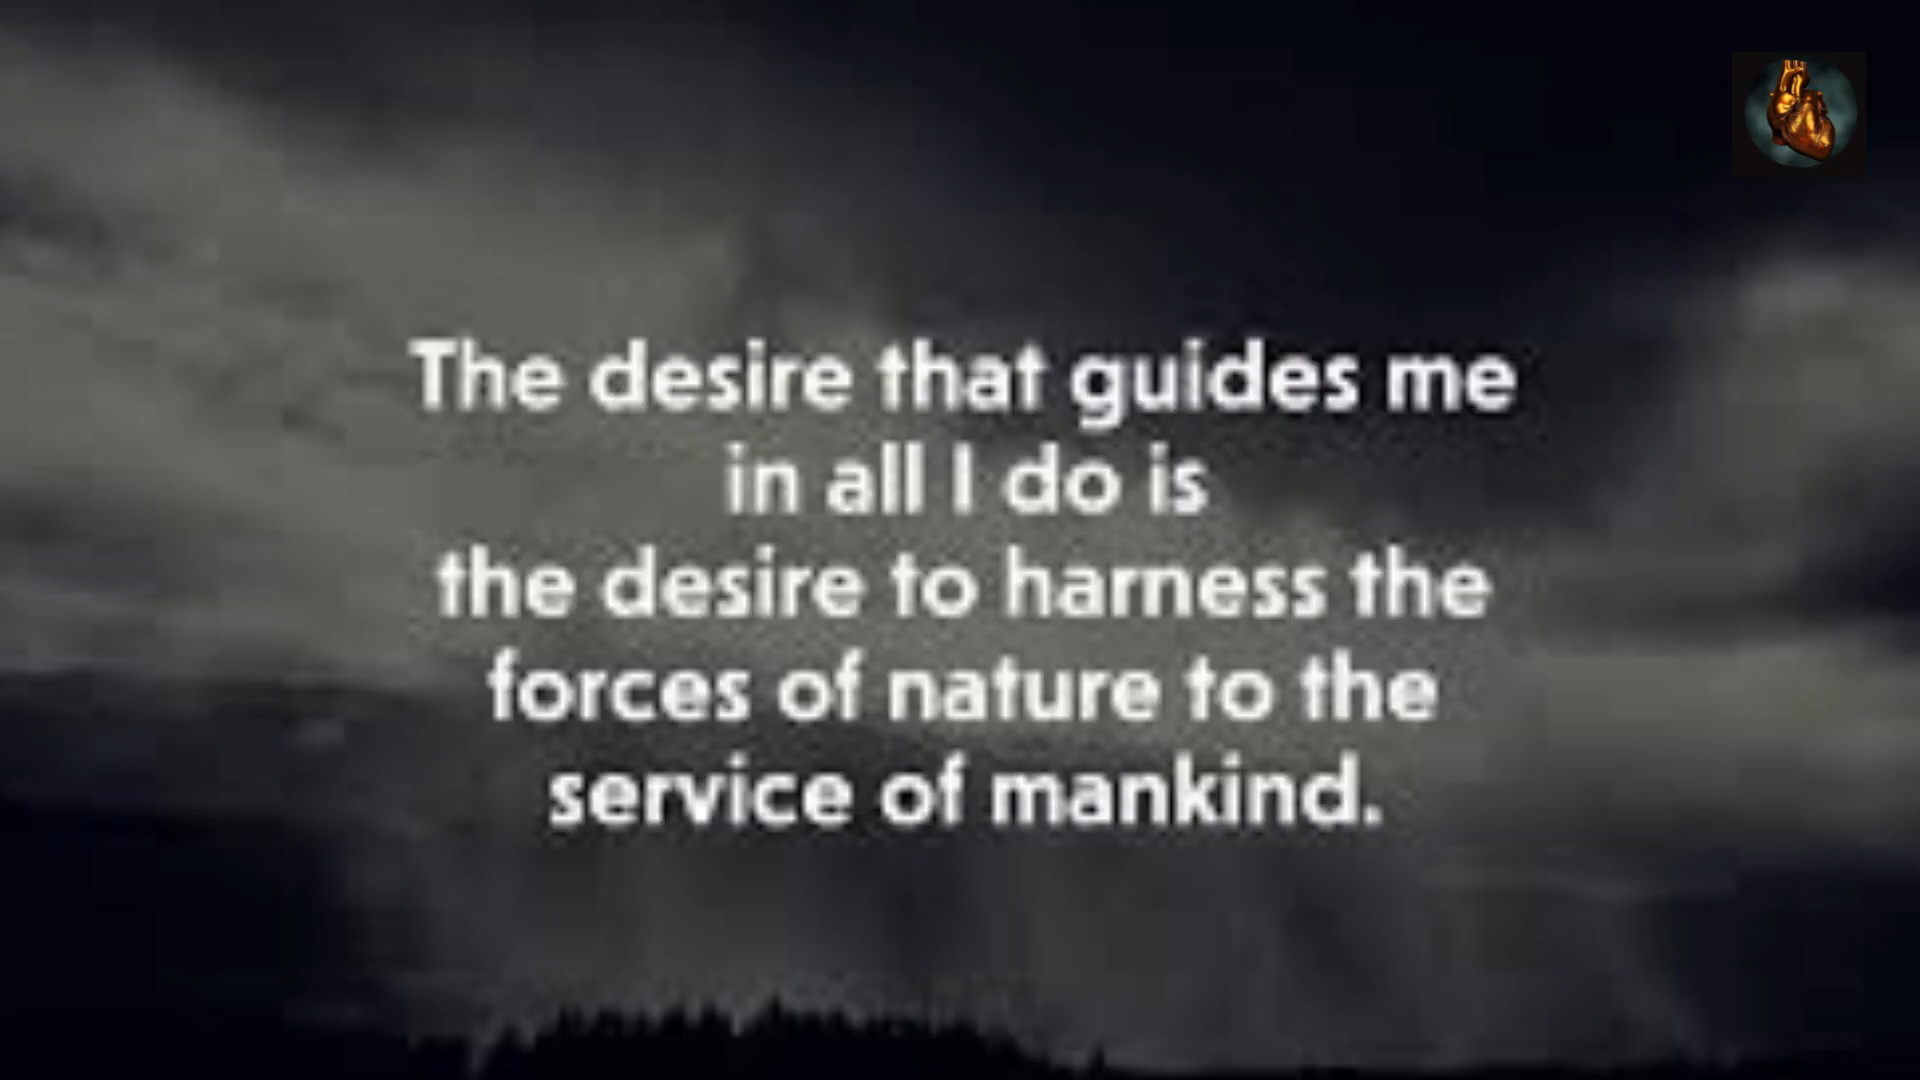 The desire that guides me
in all I do is
the desire to harness the
forces of nature to the
service of mankind.